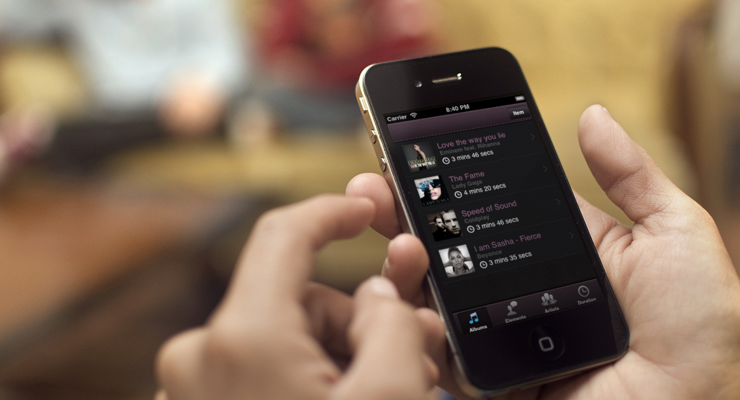 Carrier 8:40 PM
Item
Love the way you lie
Eminem feat. Rihanna
3 mins 46 secs
The Fame
Lady Gaga
4 mins 20 secs
Speed of Sound
Coldplay
3 mins 46 secs
I am Sasha - Fierce
Beyonce
3 mins 35 secs
Albums Elements Artists Duration